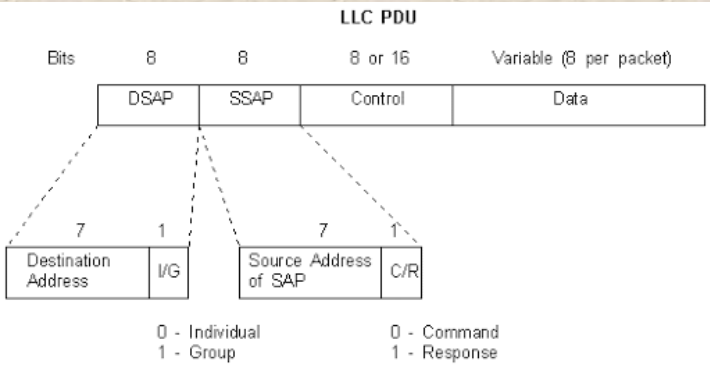 LLC PDU
Bits 8 8 8 or 16 Variable (8 per packet)
DSAP SSAP Control Data
7 1 7 1
Destination Address I/G Source Address of SAP C/R
0 - Individual 0 - Command
1 - Group 1 - Response